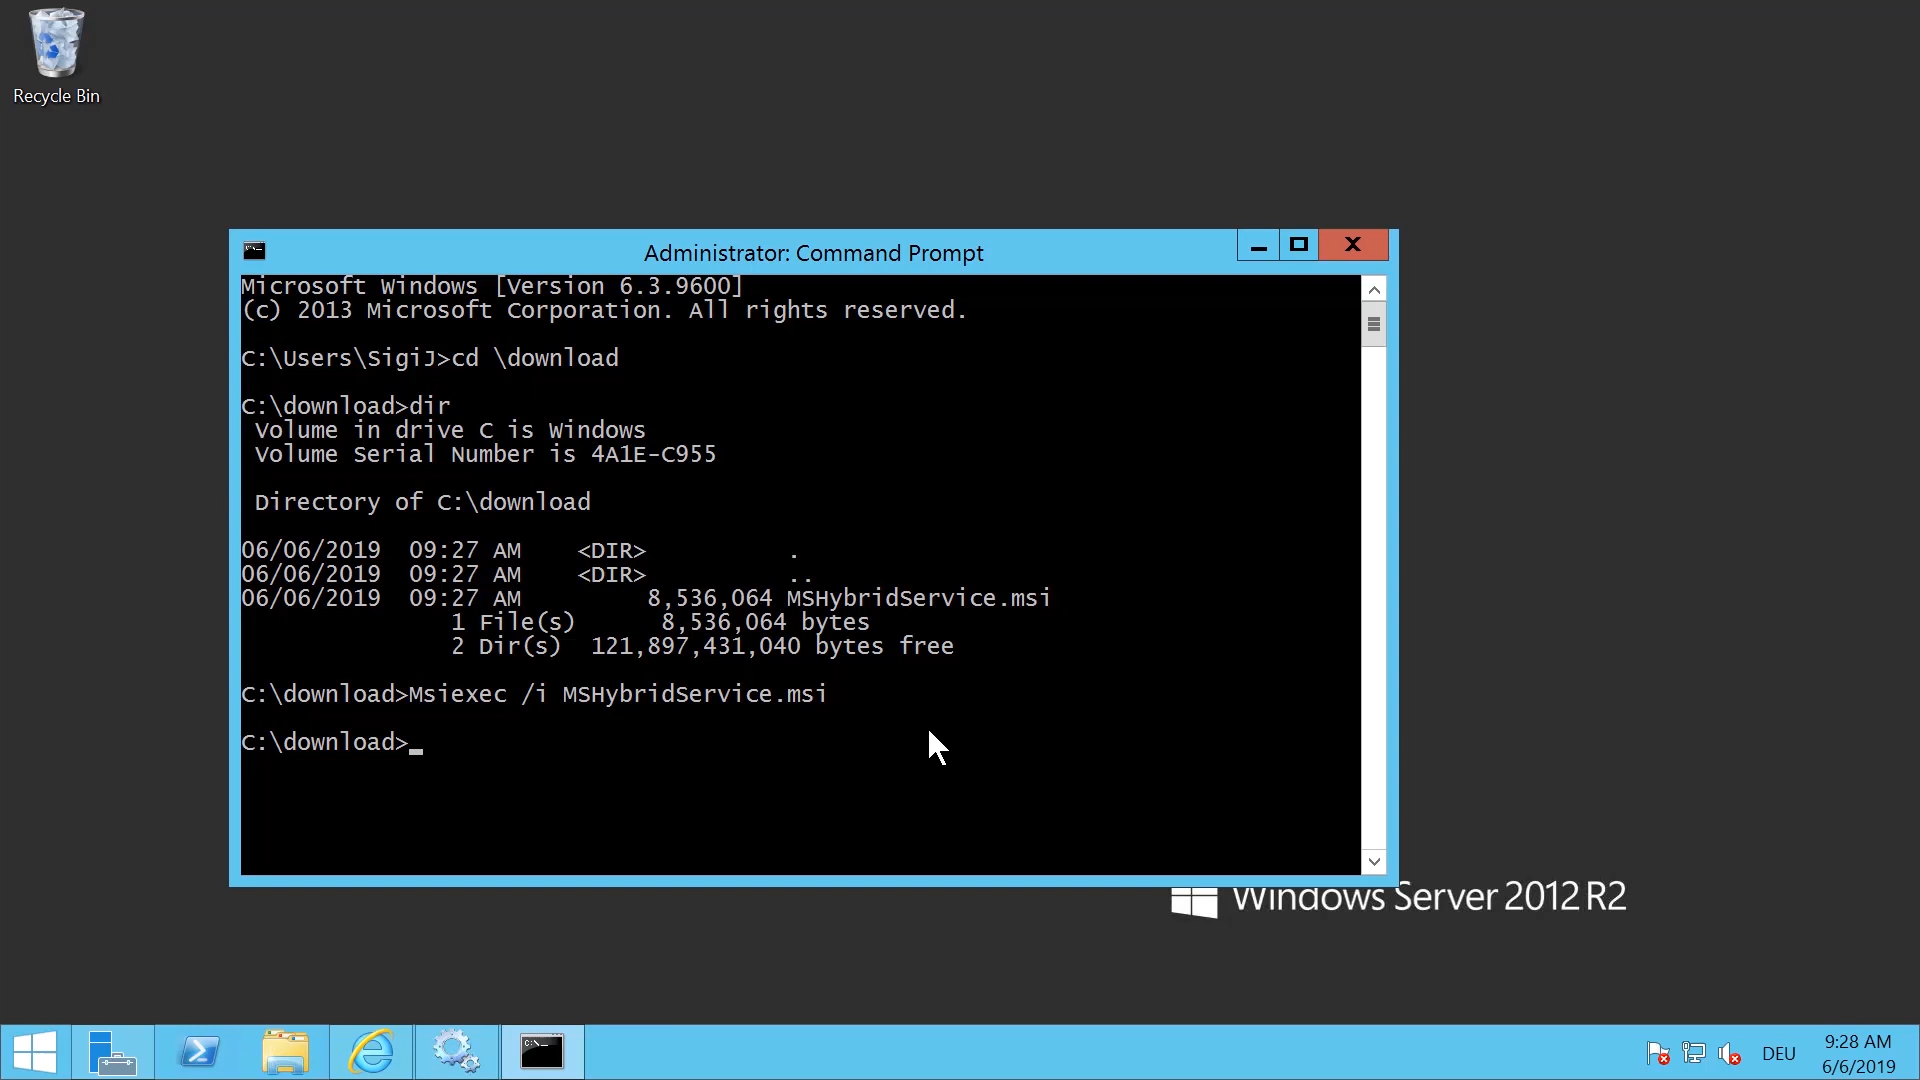 Recycle Bin
Administrator: Command Prompt
Microsoft Windows [Version 6.3.9600]
(c) 2013 Microsoft Corporation. All rights reserved.
C:\Users\SigiJ>cd \download
C:\download>dir
Volume in drive C is Windows
Volume Serial Number is 4A1E-C955
Directory of C:\download
06/06/2019  09:27 AM    <DIR>          .
06/06/2019  09:27 AM    <DIR>          ..
06/06/2019  09:27 AM         8,536,064 MSHybridService.msi
1 File(s)      8,536,064 bytes
2 Dir(s)  121,897,431,040 bytes free
C:\download>Msiexec /i MSHybridService.msi
C:\download>_
Windows Server 2012 R2
DEU
9:28 AM
6/6/2019